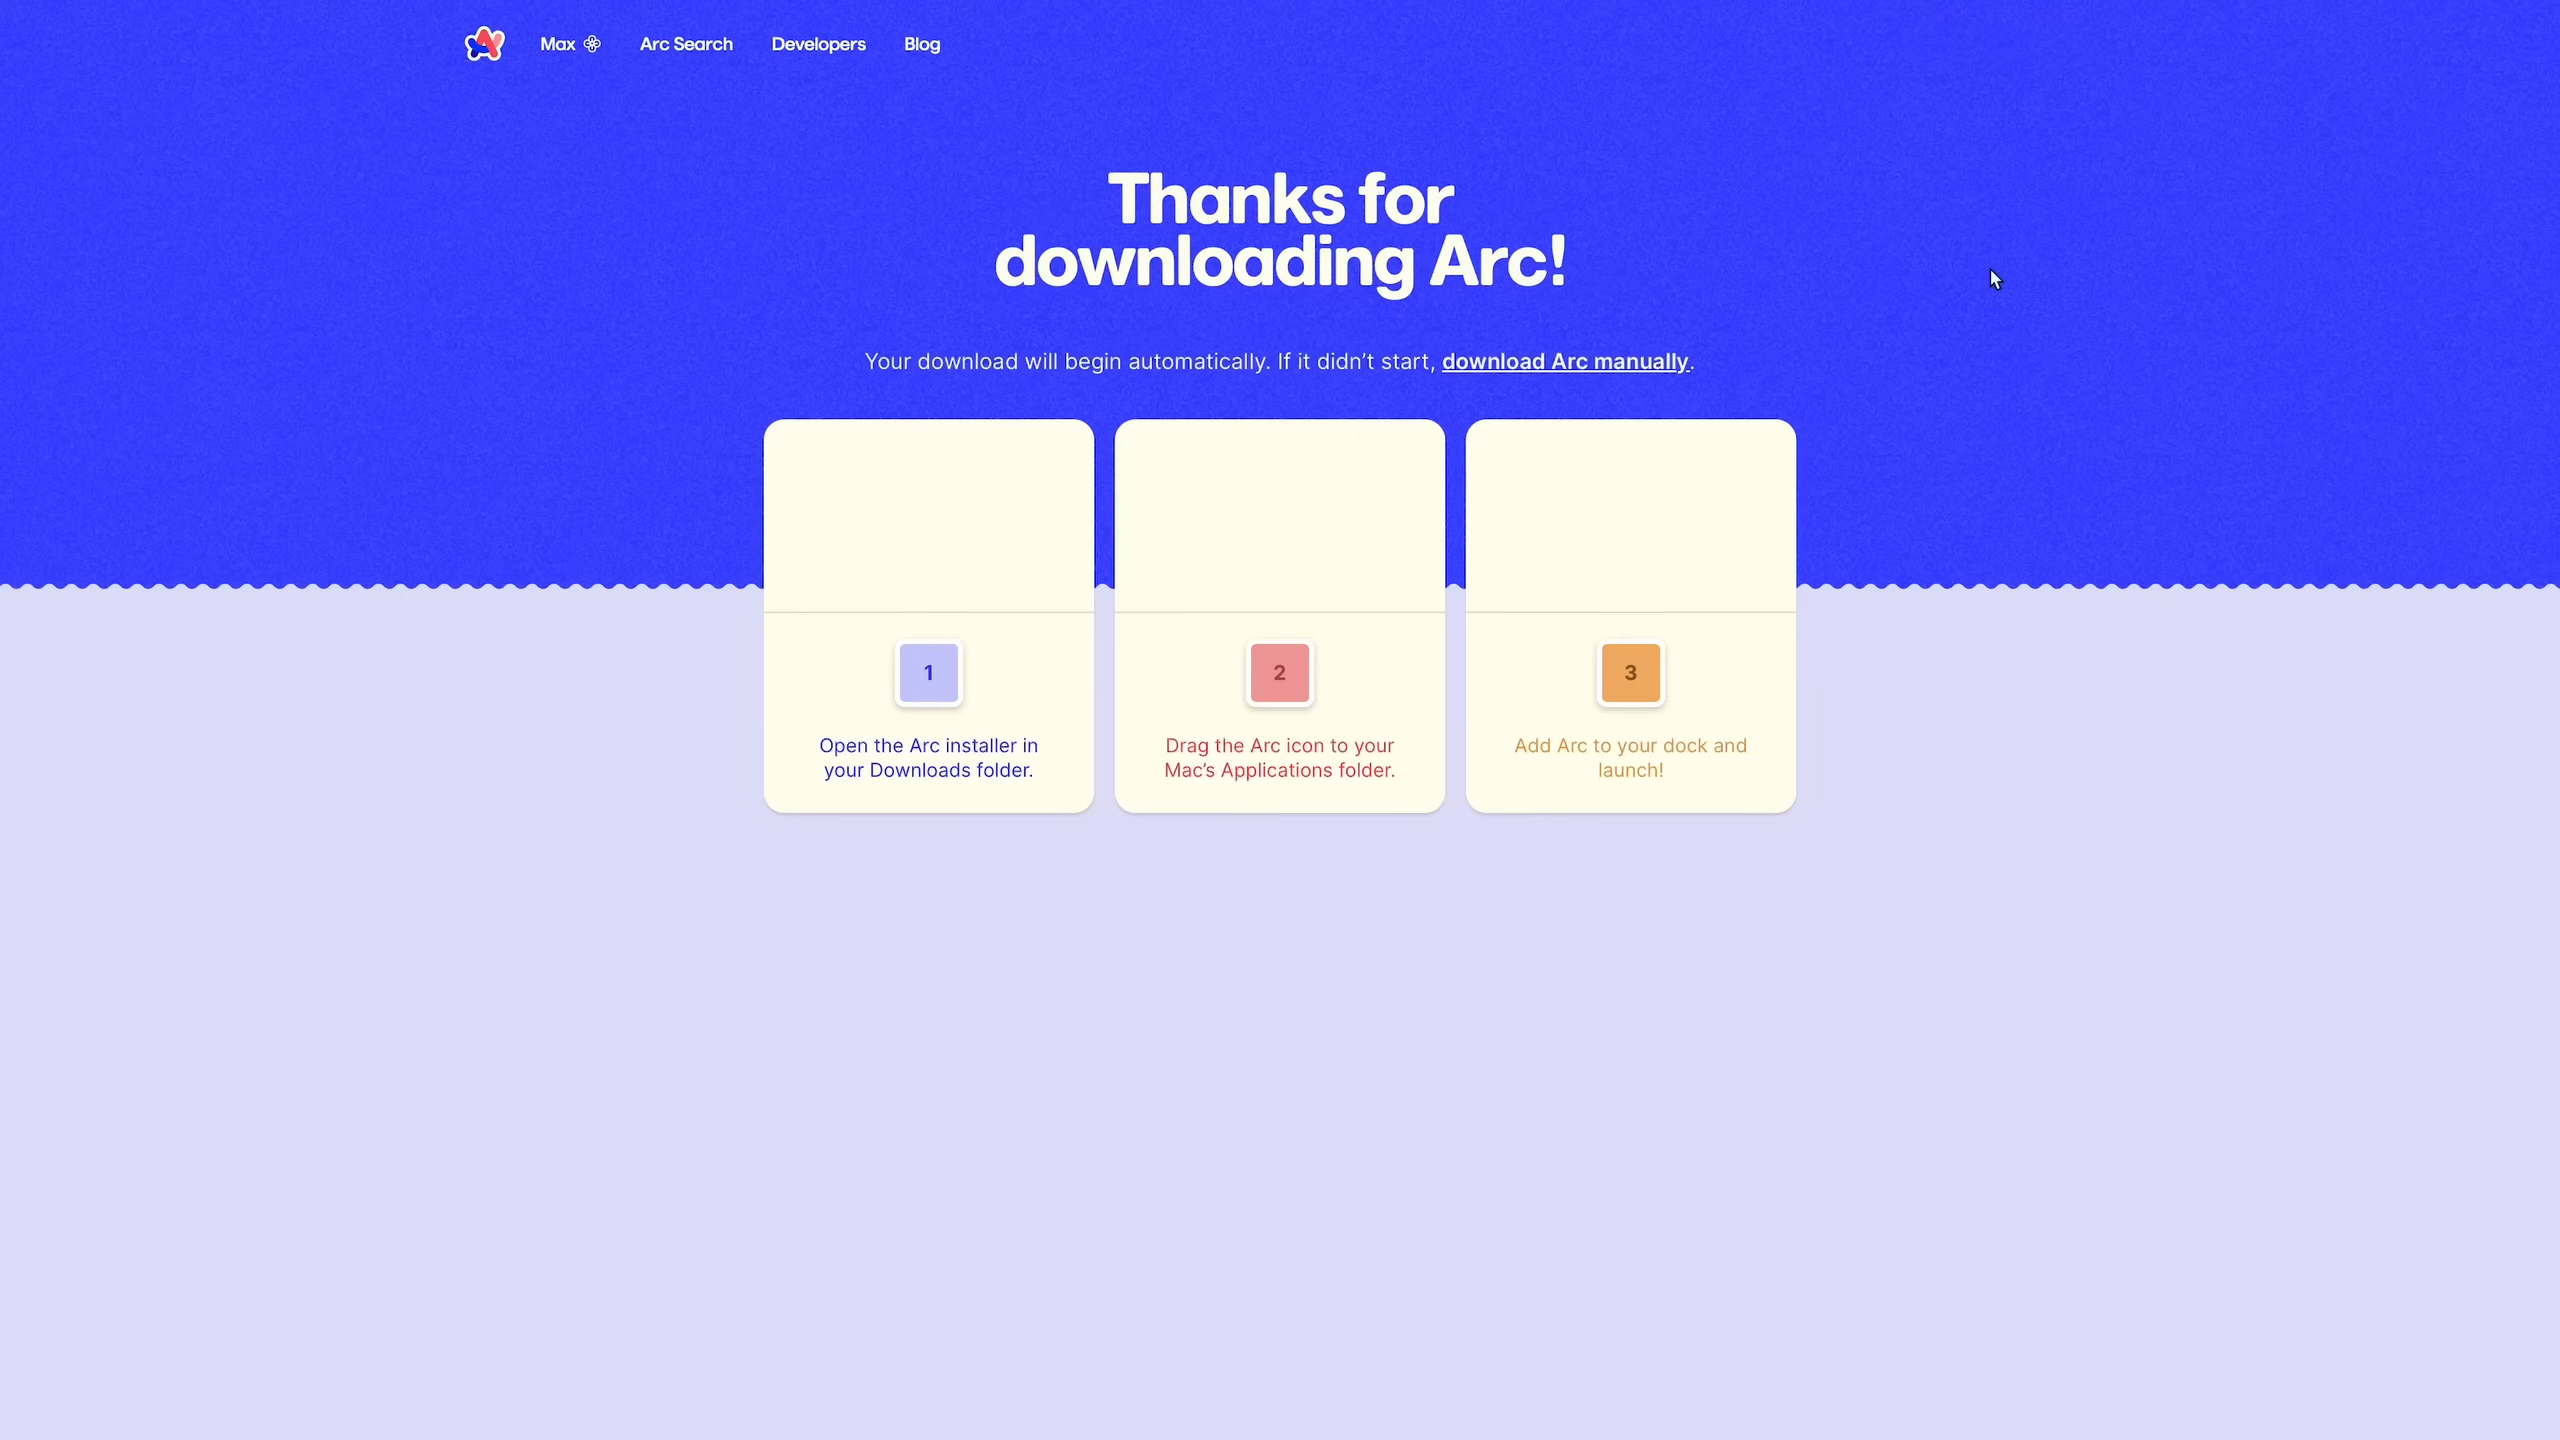 Max
Arc Search
Developers
Blog
Thanks for
downloading Arc!
Your download will begin automatically. If it didn’t start, download Arc manually.
1
Open the Arc installer in
your Downloads folder.
2
Drag the Arc icon to your
Mac’s Applications folder.
3
Add Arc to your dock and
launch!